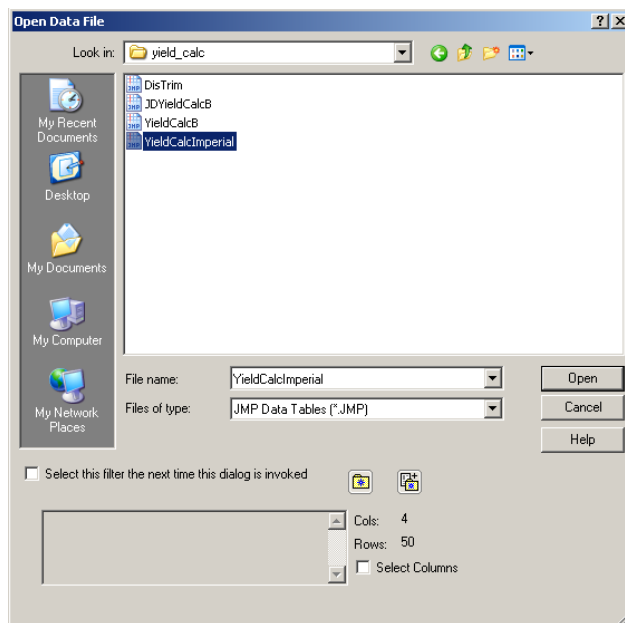 Open Data File
Look in: yield_calc
My Recent
Documents
Desktop
My Documents
My Computer
My Network
Places
DisTrim
JDYieldCalcB
YieldCalcB
YieldCalcImperial
File name: YieldCalcImperial
Files of type: JMP Data Tables (*.JMP)
Open
Cancel
Help
Select this filter the next time this dialog is invoked
Cols: 4
Rows: 50
Select Columns